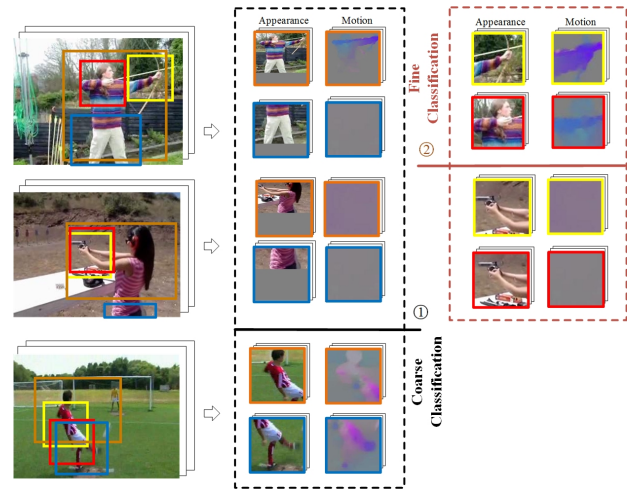 Appearance Motion
Appearance Motion
Fine
Classification
②
①
Coarse
Classification